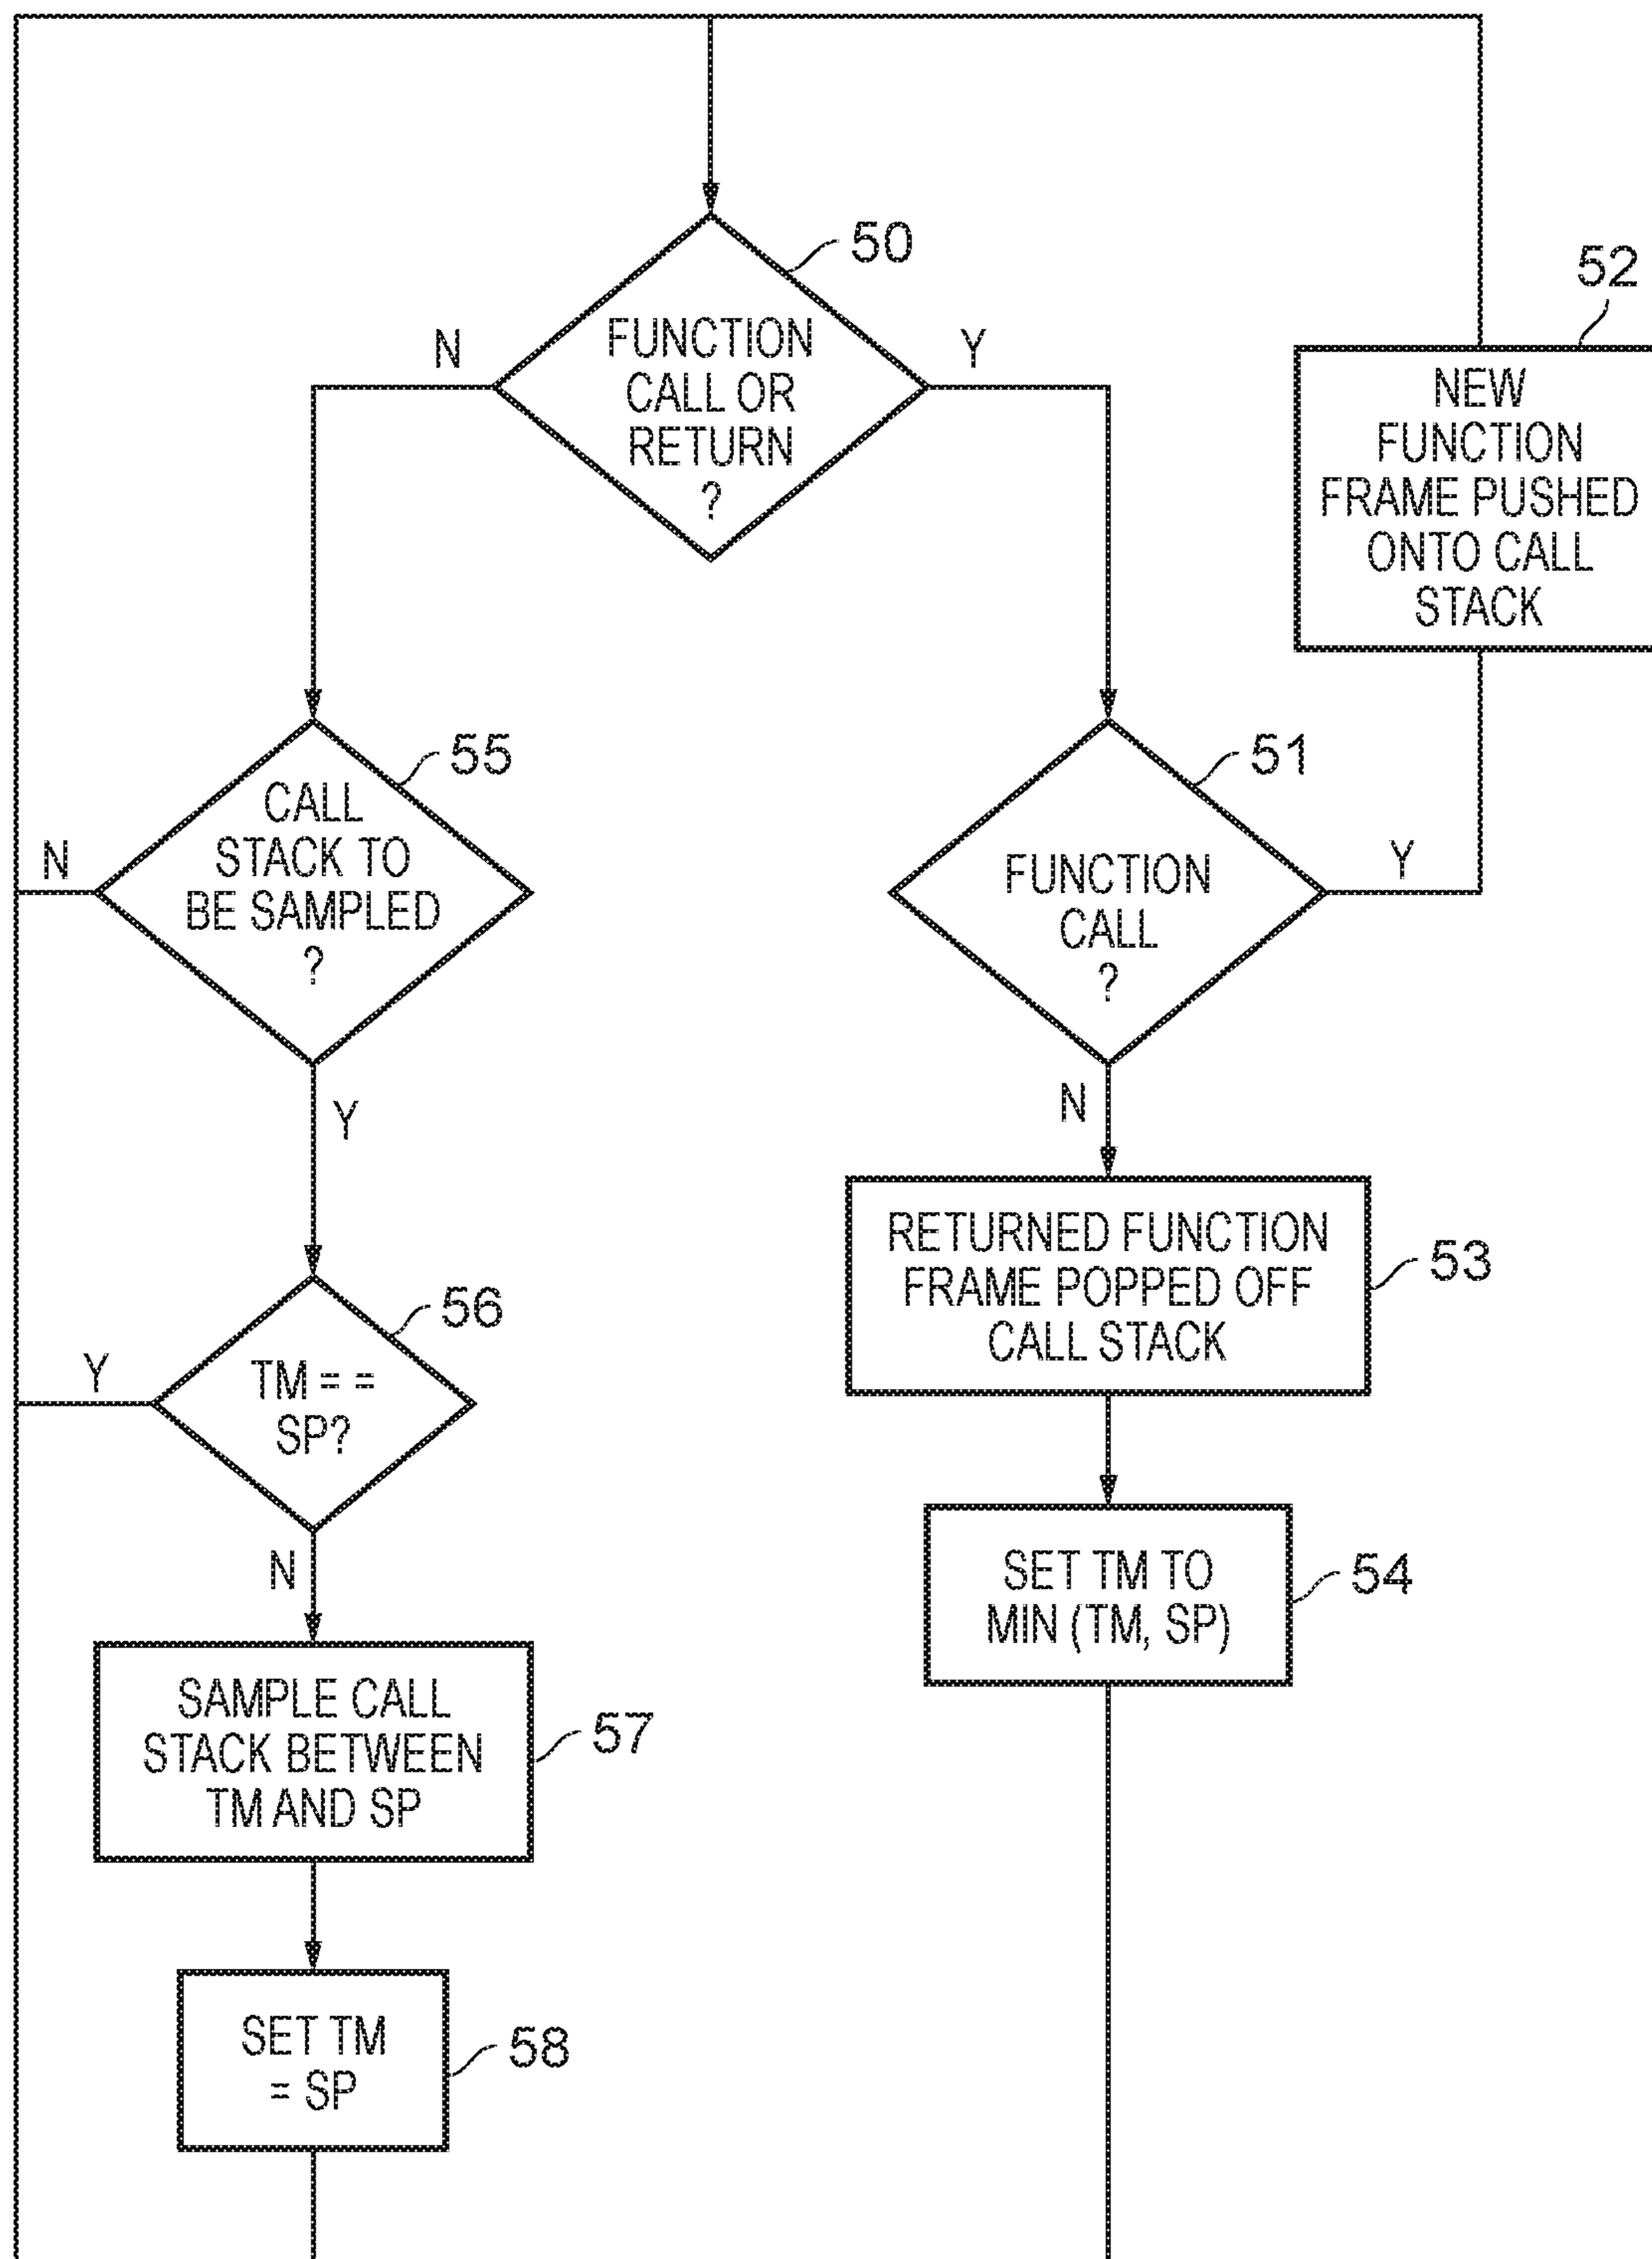 50
FUNCTION
CALL OR
RETURN
?
N
Y
52
NEW
FUNCTION
FRAME PUSHED
ONTO CALL
STACK
55
CALL
STACK TO
BE SAMPLED
?
N
Y
51
FUNCTION
CALL
?
Y
N
53
RETURNED FUNCTION
FRAME POPPED OFF
CALL STACK
56
TM = =
SP?
Y
N
54
SET TM TO
MIN (TM, SP)
57
SAMPLE CALL
STACK BETWEEN
TM AND SP
58
SET TM
= SP